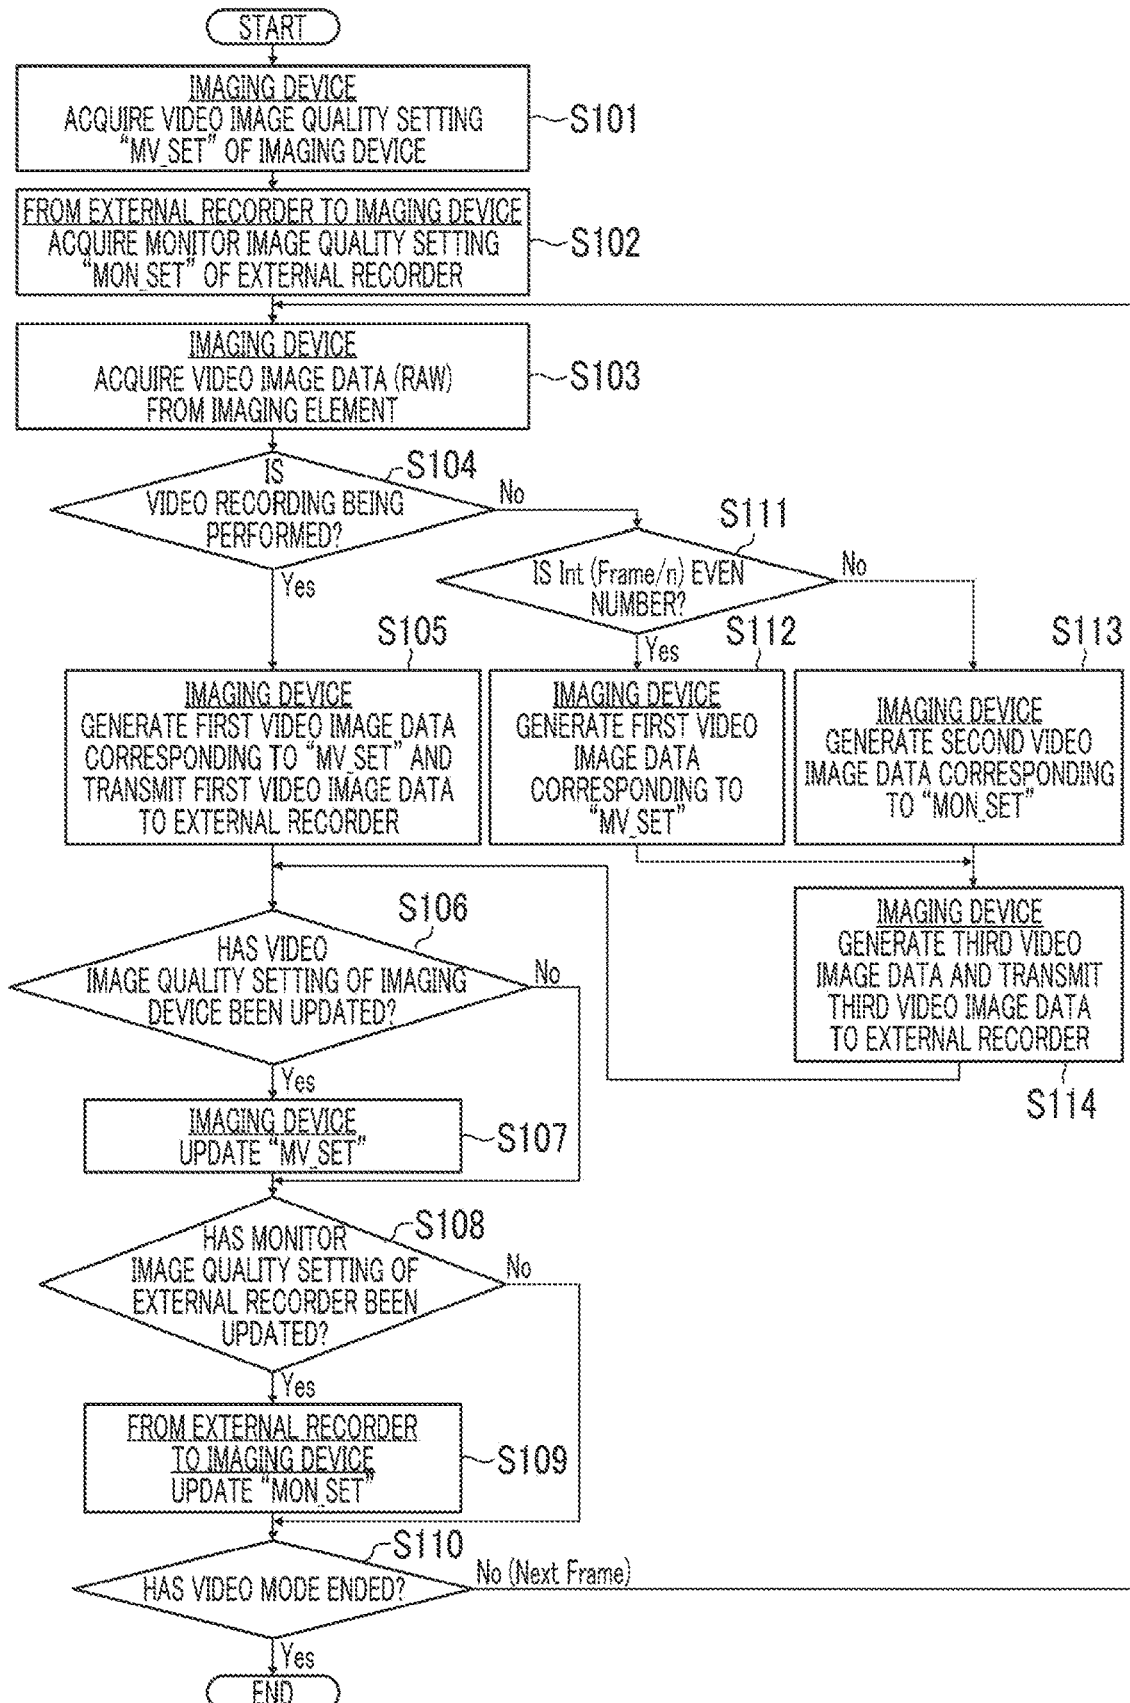 START
IMAGING DEVICE
ACQUIRE VIDEO IMAGE QUALITY SETTING
“MV_SET” OF IMAGING DEVICE
S101
FROM EXTERNAL RECORDER TO IMAGING DEVICE
ACQUIRE MONITOR IMAGE QUALITY SETTING
“MON_SET” OF EXTERNAL RECORDER
S102
IMAGING DEVICE
ACQUIRE VIDEO IMAGE DATA (RAW)
FROM IMAGING ELEMENT
S103
IS
VIDEO RECORDING BEING
PERFORMED?
S104
No
Yes
IS Int (Frame/n) EVEN
NUMBER?
S111
No
Yes
S105
IMAGING DEVICE
GENERATE FIRST VIDEO IMAGE DATA
CORRESPONDING TO “MV_SET” AND
TRANSMIT FIRST VIDEO IMAGE DATA
TO EXTERNAL RECORDER
S112
IMAGING DEVICE
GENERATE FIRST VIDEO
IMAGE DATA
CORRESPONDING TO
“MV_SET”
S113
IMAGING DEVICE
GENERATE SECOND VIDEO
IMAGE DATA CORRESPONDING
TO “MON_SET”
IMAGING DEVICE
GENERATE THIRD VIDEO
IMAGE DATA AND TRANSMIT
THIRD VIDEO IMAGE DATA
TO EXTERNAL RECORDER
S114
S106
HAS VIDEO
IMAGE QUALITY SETTING OF IMAGING
DEVICE BEEN UPDATED?
No
Yes
IMAGING DEVICE
UPDATE “MV_SET”
S107
S108
HAS MONITOR
IMAGE QUALITY SETTING OF
EXTERNAL RECORDER BEEN
UPDATED?
No
Yes
FROM EXTERNAL RECORDER
TO IMAGING DEVICE
UPDATE “MON_SET”
S109
S110
HAS VIDEO MODE ENDED?
No (Next Frame)
Yes
END